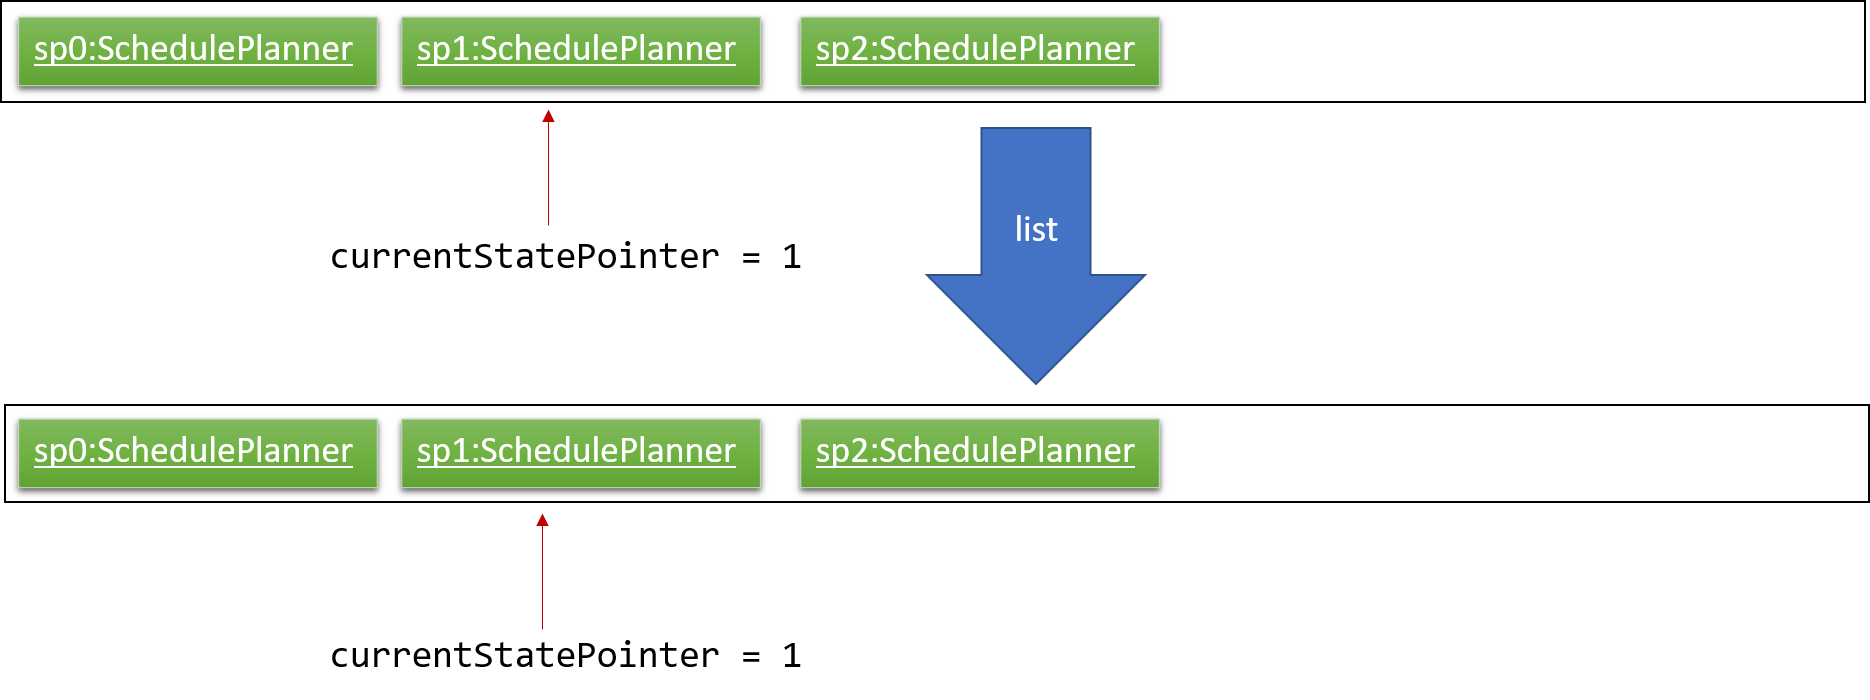 sp0:SchedulePlanner sp1:SchedulePlanner sp2:SchedulePlanner
list
currentStatePointer = 1
sp0:SchedulePlanner sp1:SchedulePlanner sp2:SchedulePlanner
currentStatePointer = 1